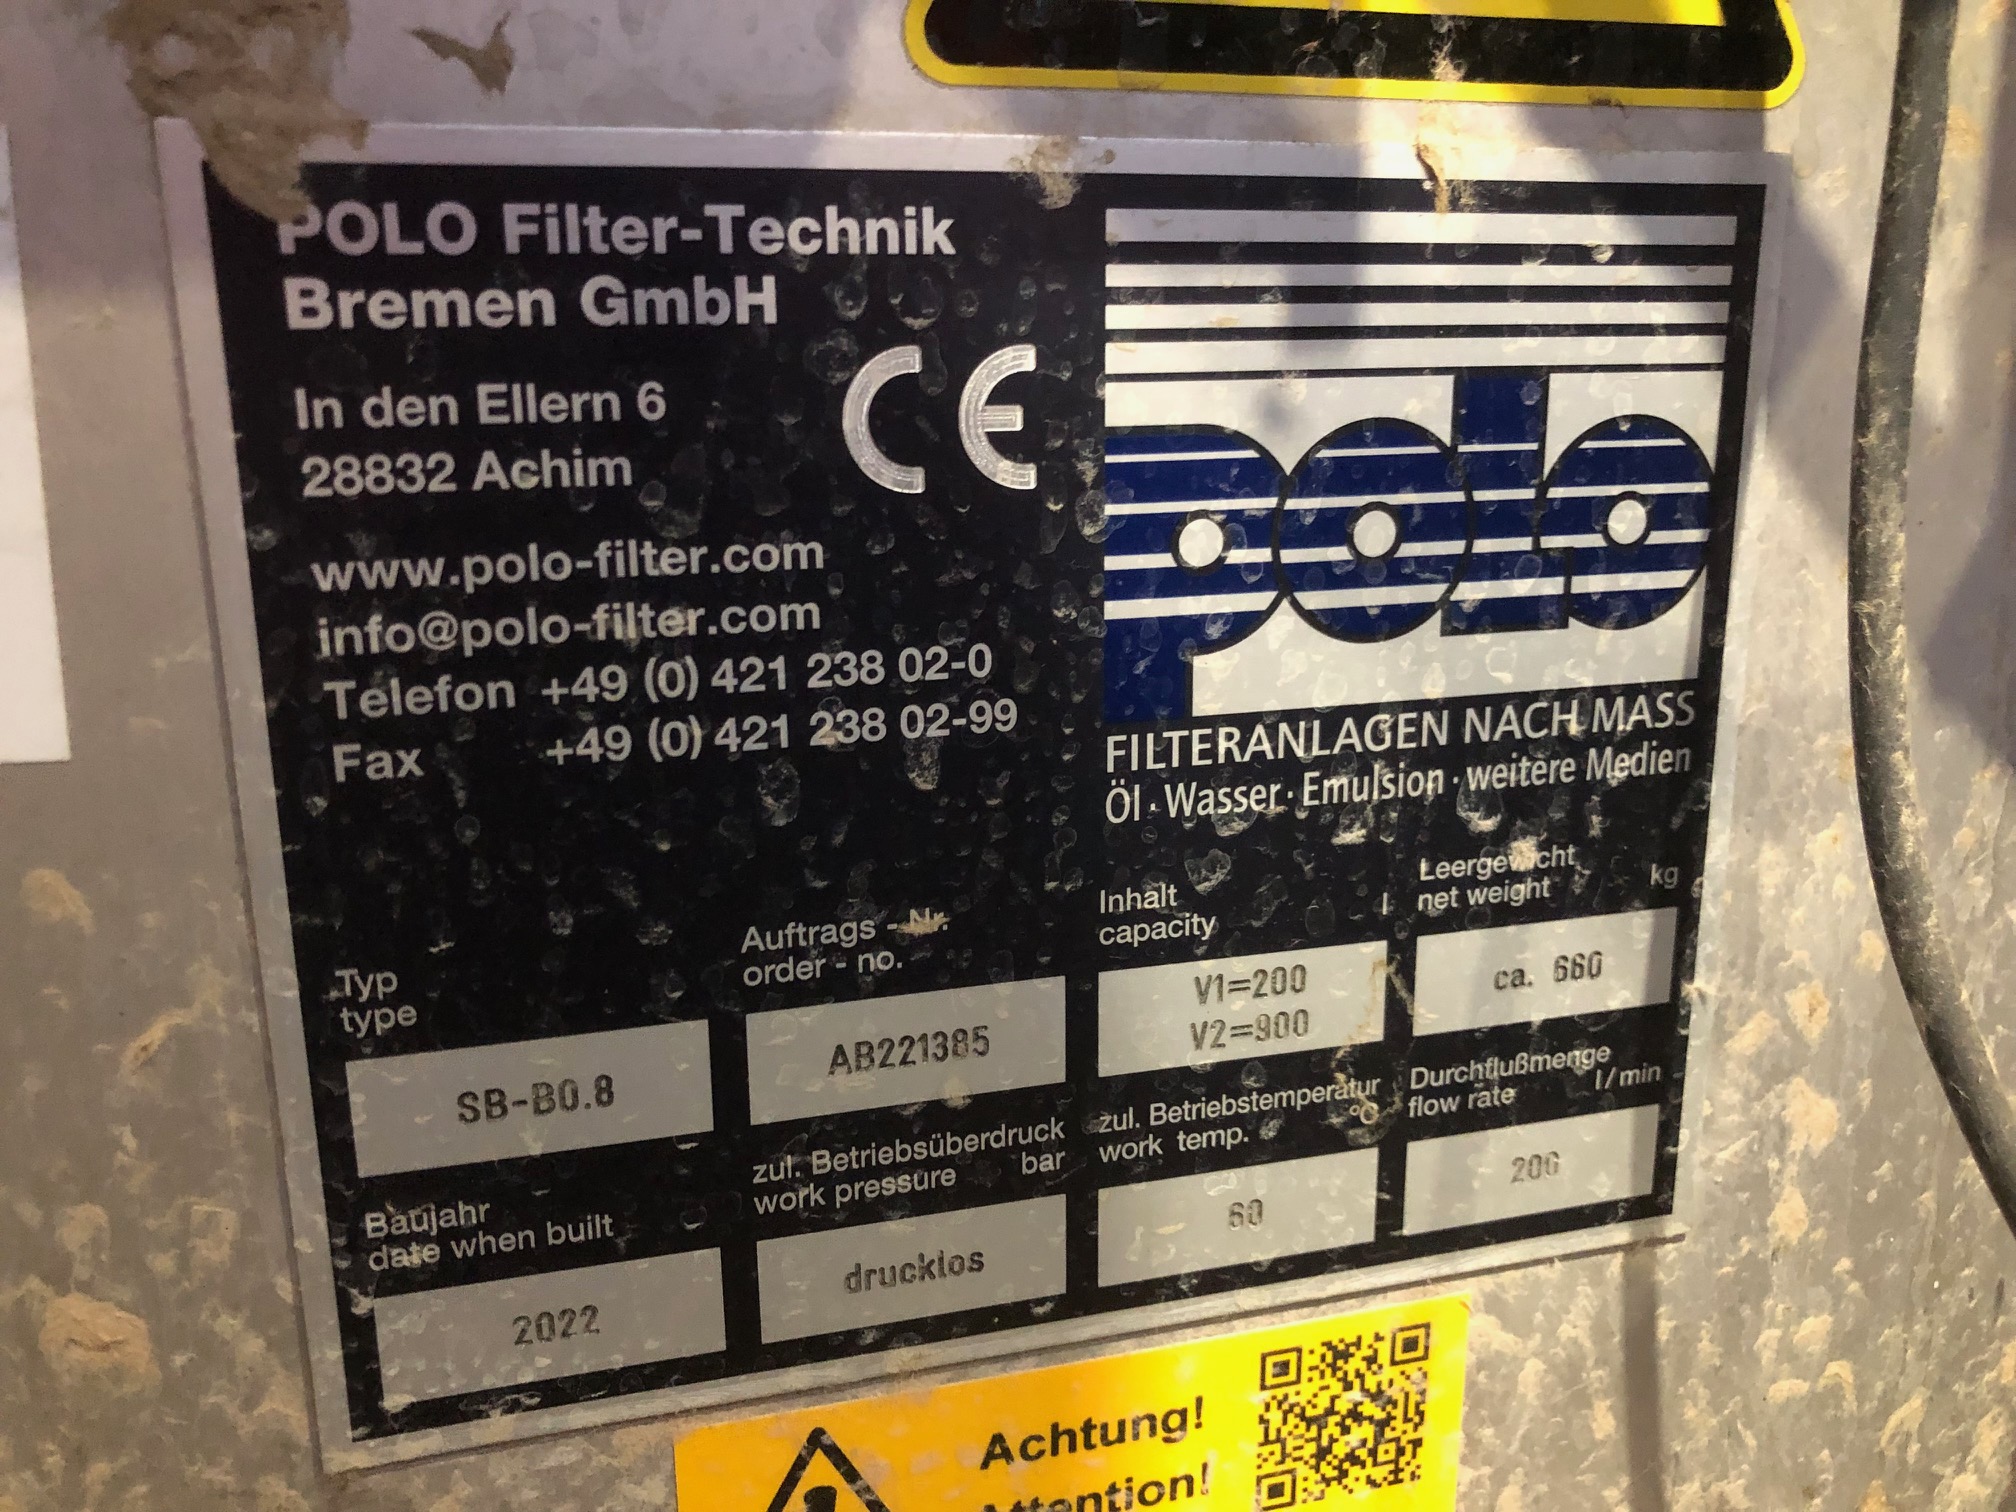 POLO Filter-Technik
Bremen GmbH
CE
In den Ellern 6
28832 Achim
www.polo-filter.com
info@polo-filter.com
Telefon +49 (0) 421 238 02-0
Fax +49 (0) 421 238 02-99
polo
FILTERANLAGEN NACH MASS
Öl · Wasser · Emulsion · weitere Medien
Typ
type
SB-B0.8
Auftrags - Nr.
order - no.
AB221385
Inhalt
capacity l
V1=200
V2=900
Leergewicht
net weight kg
ca. 660
Baujahr
date when built
2022
zul. Betriebsüberdruck
work pressure bar
drucklos
zul. Betriebstemperatur
work temp. °C
60
Durchflußmenge
flow rate l/min
200
Achtung!
Attention!